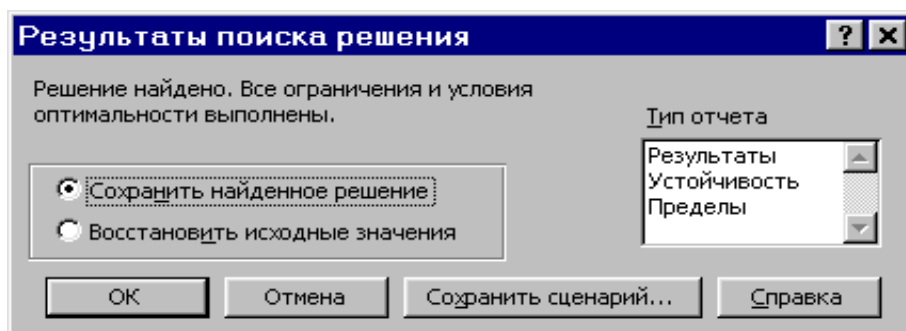 Результаты поиска решения
Решение найдено. Все ограничения и условия
оптимальности выполнены.
Тип отчета
Результаты
Устойчивость
Пределы
Сохранить найденное решение
Восстановить исходные значения
ОК
Отмена
Сохранить сценарий...
Справка